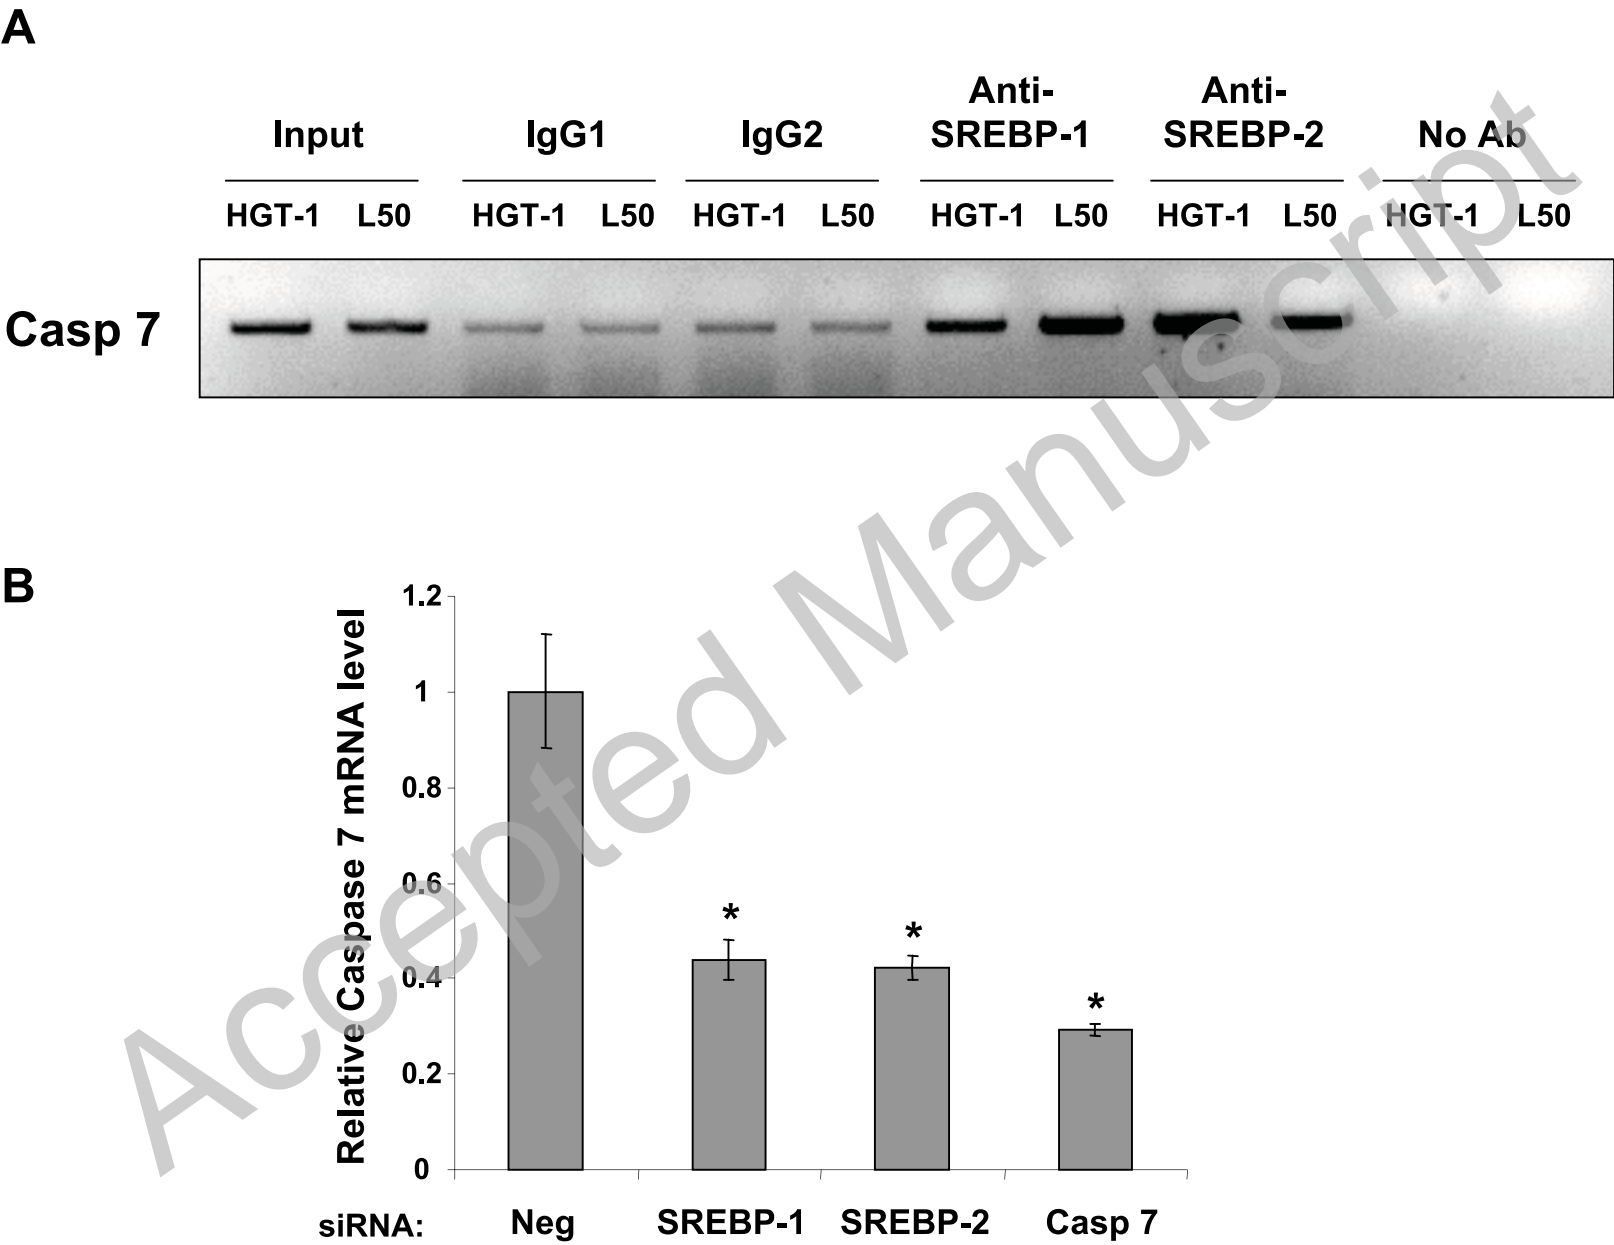 A
Input IgG1 IgG2 Anti-SREBP-1 Anti-SREBP-2 No Ab
HGT-1 L50 HGT-1 L50 HGT-1 L50 HGT-1 L50 HGT-1 L50 HGT-1 L50
Casp 7
B
Relative Caspase 7 mRNA level
1.2
1
0.8
0.6
0.4
0.2
0
*
*
*
siRNA: Neg SREBP-1 SREBP-2 Casp 7
Accepted Manuscript